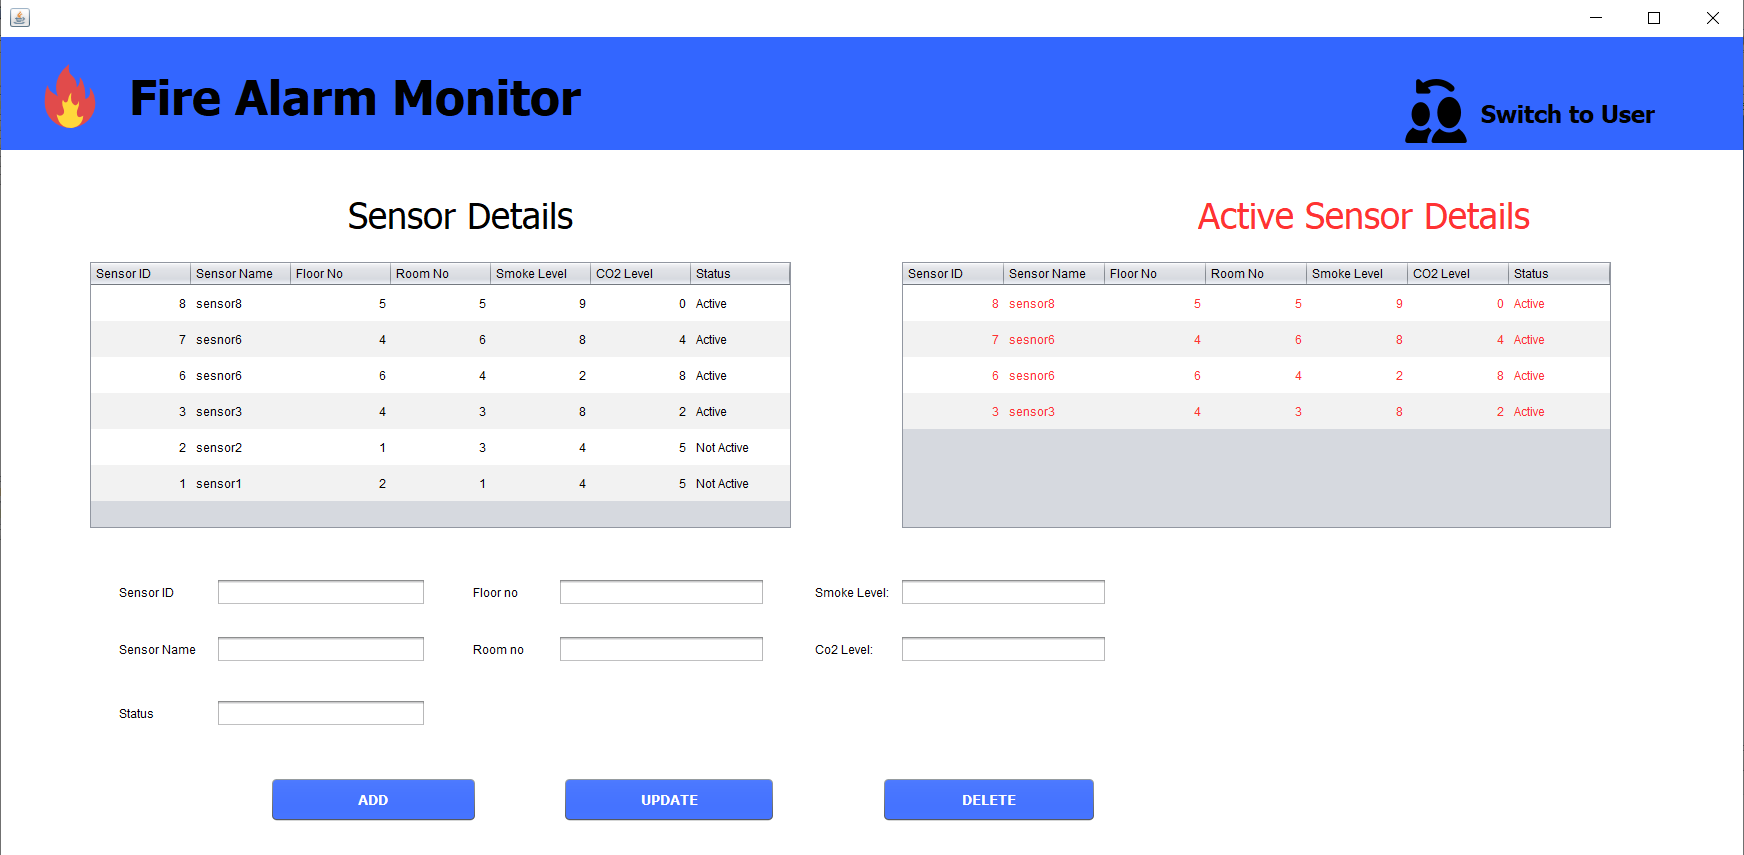 Fire Alarm Monitor
Switch to User
Sensor Details
Sensor ID Sensor Name Floor No Room No Smoke Level CO2 Level Status
8 sensor8 5 5 9 0 Active
7 sesnor6 4 6 8 4 Active
6 sesnor6 6 4 2 8 Active
3 sensor3 4 3 8 2 Active
2 sensor2 1 3 4 5 Not Active
1 sensor1 2 1 4 5 Not Active
Active Sensor Details
Sensor ID Sensor Name Floor No Room No Smoke Level CO2 Level Status
8 sensor8 5 5 9 0 Active
7 sesnor6 4 6 8 4 Active
6 sesnor6 6 4 2 8 Active
3 sensor3 4 3 8 2 Active
Sensor ID Floor no Smoke Level:
Sensor Name Room no Co2 Level:
Status
ADD UPDATE DELETE